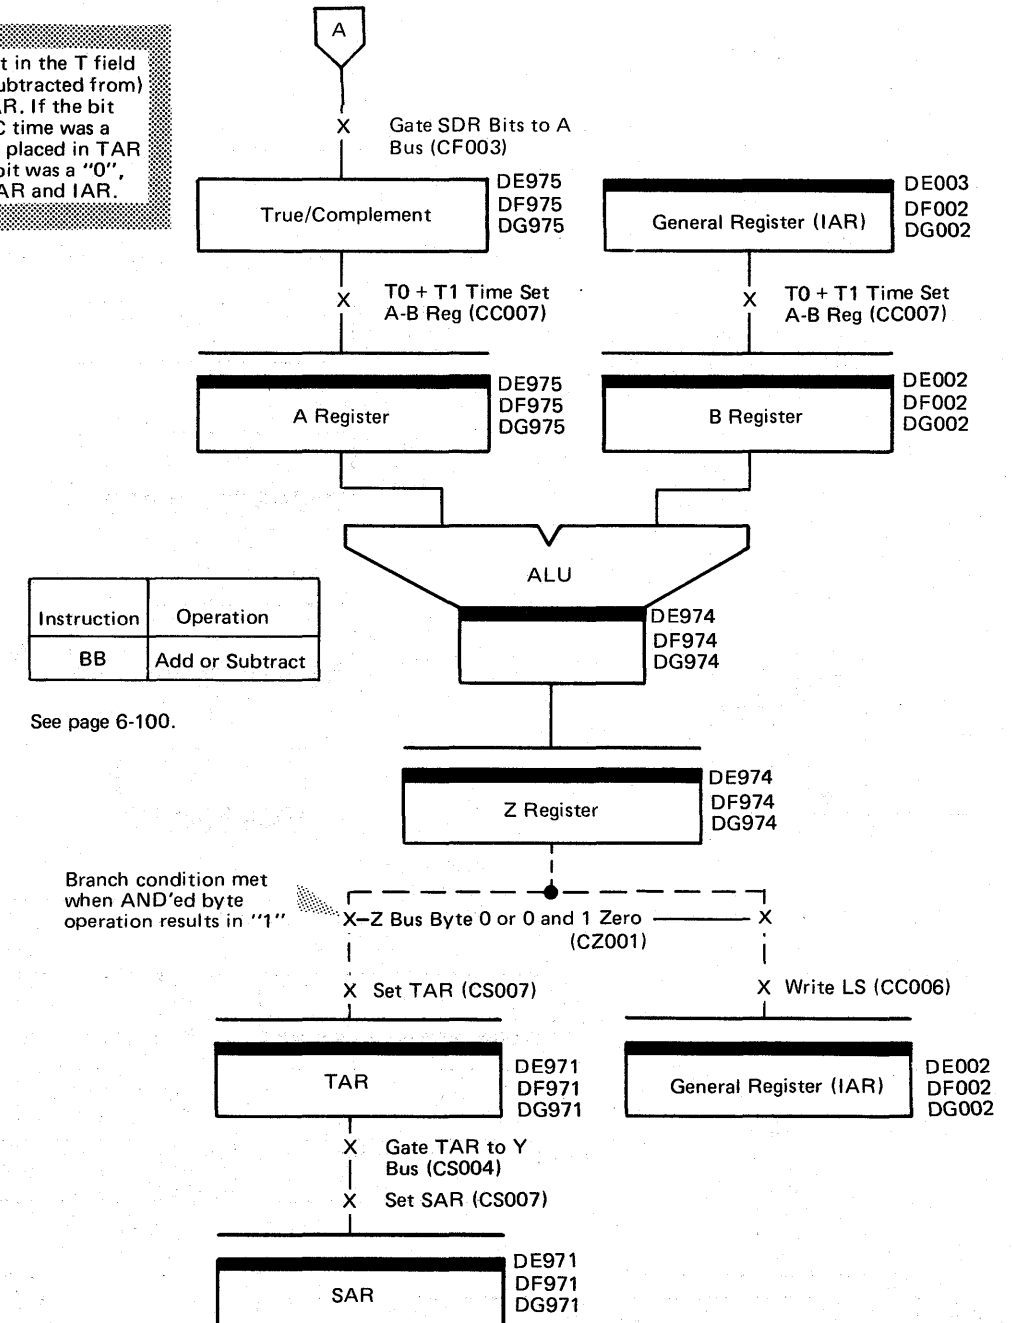 A
t in the T field
ubtracted from)
AR. If the bit
C time was a
placed in TAR
bit was a "0",
AR and IAR.
Gate SDR Bits to A
Bus (CF003)
True/Complement
DE975
DF975
DG975
General Register (IAR)
DE003
DF002
DG002
X
X T0 + T1 Time Set
A-B Reg (CC007)
X T0 + T1 Time Set
A-B Reg (CC007)
A Register
DE975
DF975
DG975
B Register
DE002
DF002
DG002
ALU
DE974
DF974
DG974
Instruction Operation
BB Add or Subtract
See page 6-100.
Z Register
DE974
DF974
DG974
Branch condition met
when AND'ed byte
operation results in "1"
X–Z Bus Byte 0 or 0 and 1 Zero X
(CZ001)
X Set TAR (CS007)
X Write LS (CC006)
TAR
DE971
DF971
DG971
General Register (IAR)
DE002
DF002
DG002
X Gate TAR to Y
Bus (CS004)
X Set SAR (CS007)
SAR
DE971
DF971
DG971